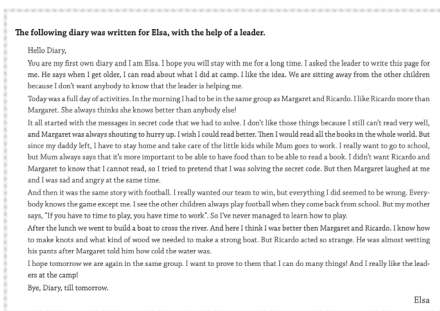 The following diary was written for Elsa, with the help of a leader.
Hello Diary,
You are my first own diary and I am Elsa. I hope you will stay with me for a long time. I asked the leader to write this page for
me. He says when I get older, I can read about what I did at camp. I like the idea. We are sitting away from the other children
because I don't want anybody to know that the leader is helping me.
Today was a full day of activities. In the morning I had to be in the same group as Margaret and Ricardo. I like Ricardo more than
Margaret. She always thinks she knows better than anybody else!
It all started with the messages in secret code that we had to solve. I don't like those because I still can't read very well,
and Margaret was always shouting to hurry up. I wish I could read better. Then I would read all the books in the whole world. But
since my daddy left, I have to stay home and take care of the little kids while Mum goes to work. I really want to go to school,
but Mum always says that it's more important to be able to have food than to be able to read a book. I didn't want Ricardo and
Margaret to know that I cannot read, so I tried to pretend that I was solving the secret code. But then Margaret laughed at me
and I was sad and angry at the same time.
And then it was the same story with football. I really wanted our team to win, but everything I did seemed to be wrong. Every-
body knows the game except me. I see the other children always play football when they come back from school. But my mother
says, "If you have to time to play, you have time to work". So I've never managed to learn how to play.
After the lunch we went to build a boat to cross the river. And here I think I was better then Margaret and Ricardo. I know how
to make knots and what kind of wood we needed to make a strong boat. But Ricardo acted so strange. He was almost wetting
his pants after Margaret told him how cold the water was.
I hope tomorrow we are again in the same group. I want to prove to them that I can do many things! And I really like the lead-
ers at the camp!
Bye, Diary, till tomorrow.
Elsa